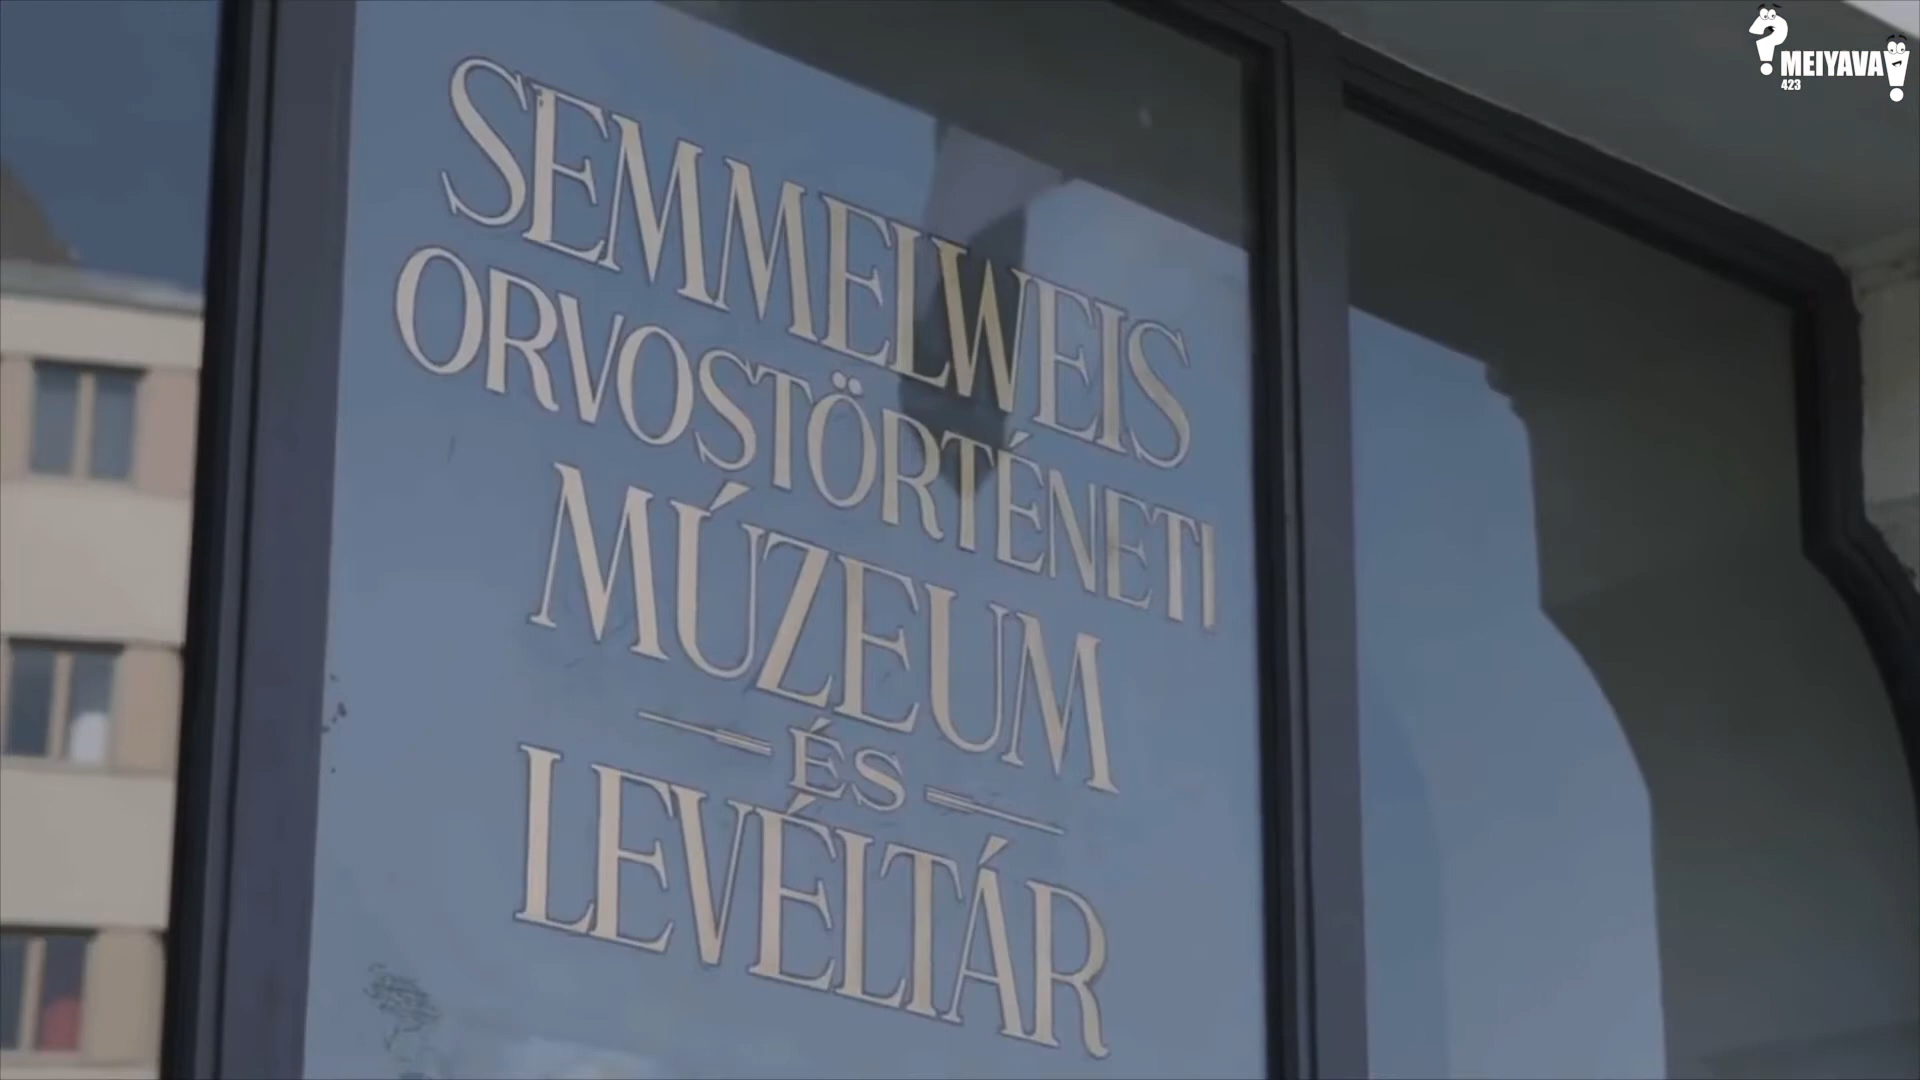 SEMMELWEIS
ORVOSTÖRTÉNETI
MÚZEUM
ÉS
LEVÉLTÁR
?MEIYAVA!
423